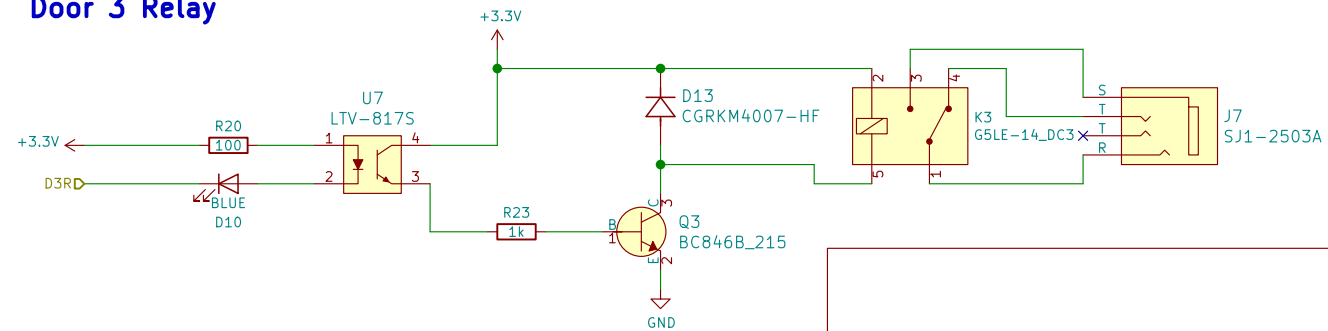 Door 3 Relay
+3.3V
U7
LTV-817S
R20
100
+3.3V
1
4
D3R
2
3
BLUE
D10
R23
1k
D13
CGRKM4007-HF
B
1
C
3
E
2
Q3
BC846B_215
GND
2
3
4
5
1
K3
G5LE-14_DC3
S
T
T
R
J7
SJ1-2503A